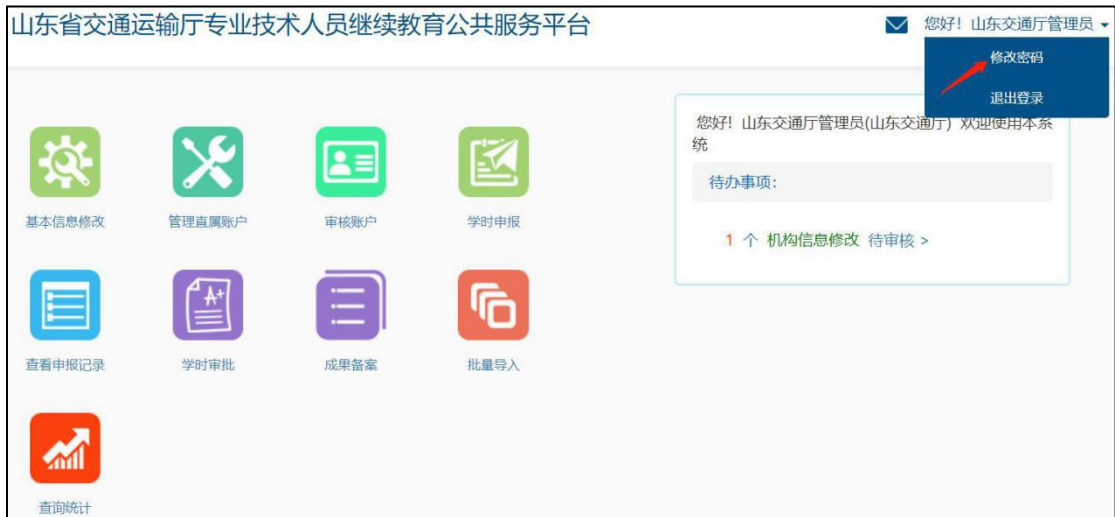 山东省交通运输厅专业技术人员继续教育公共服务平台
您好！山东交通厅管理员
修改密码
退出登录
您好！山东交通厅管理员(山东交通厅) 欢迎使用本系
统
待办事项：
1 个 机构信息修改 待审核 >
基本信息修改 管理直属账户 审核账户 学时申报
A+
查看申报记录 学时审批 成果备案 批量导入
查询统计